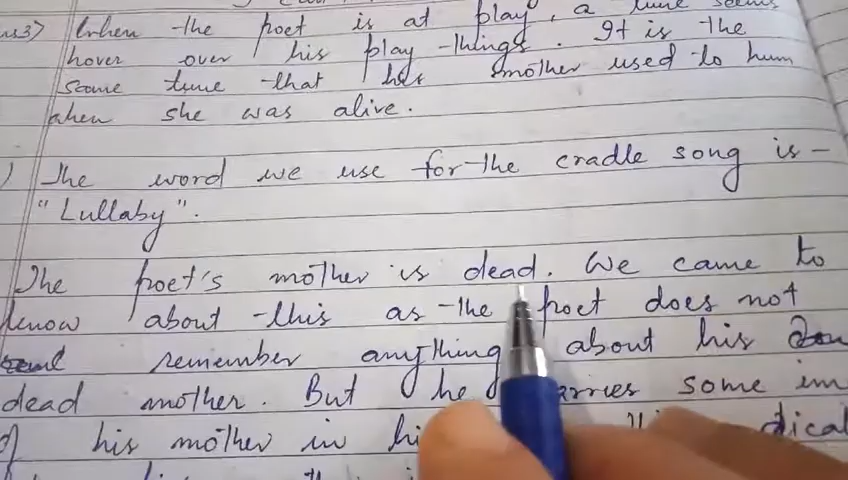 When the poet is at play, a tune seems
hover over his play-things. It is the
same tune that his mother used to hum
when she was alive.
) The word we use for the cradle song is -
"Lullaby".
The poet's mother is dead. We came to
know about this as the poet does not
remember anything about his
dead mother. But he carries some im
of his mother in hi